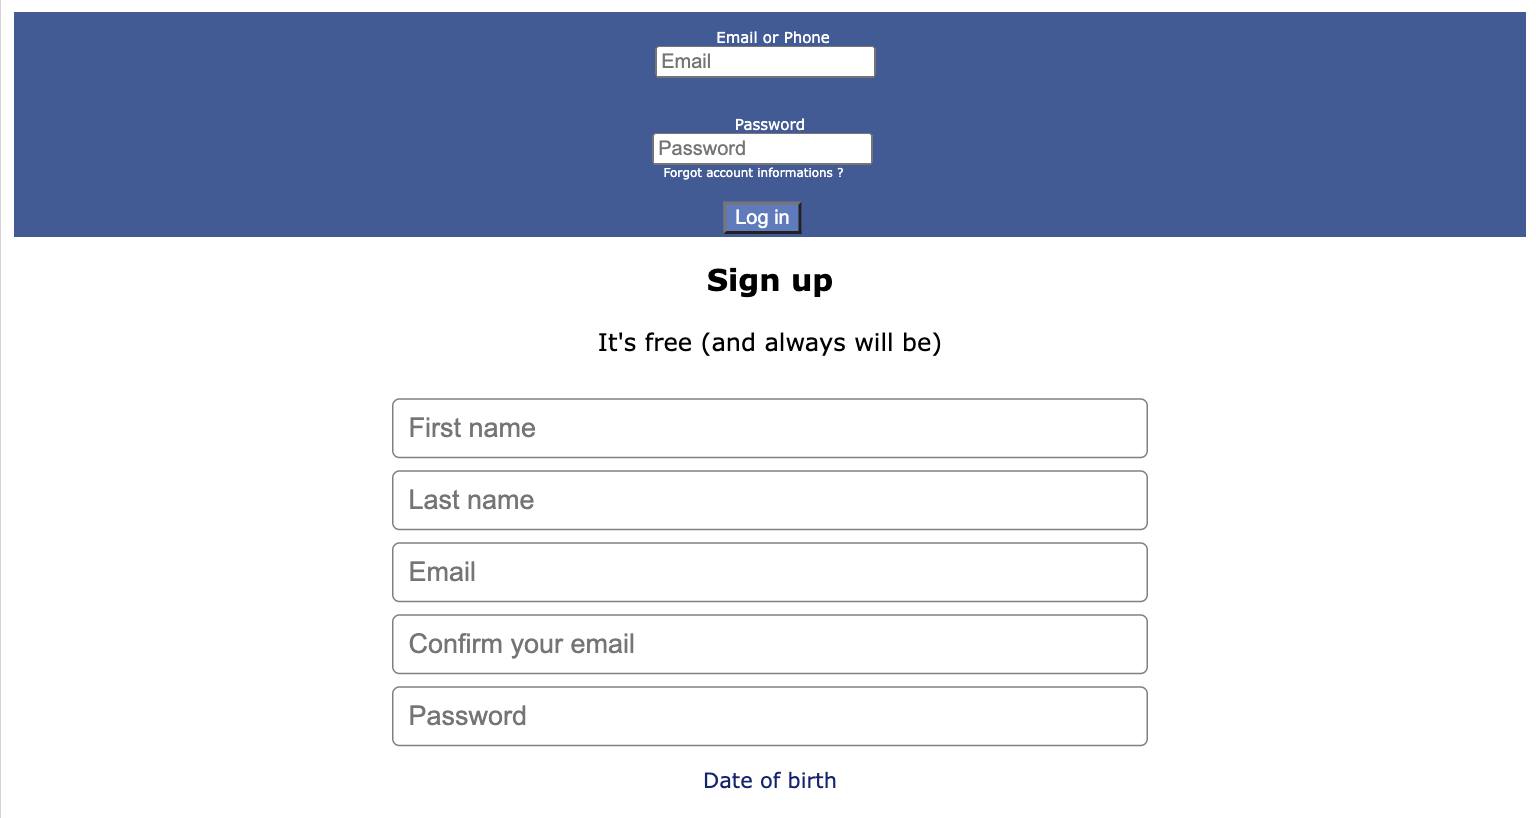 Email or Phone
Email
Password
Password
Forgot account informations ?
Log in
Sign up
It's free (and always will be)
First name
Last name
Email
Confirm your email
Password
Date of birth